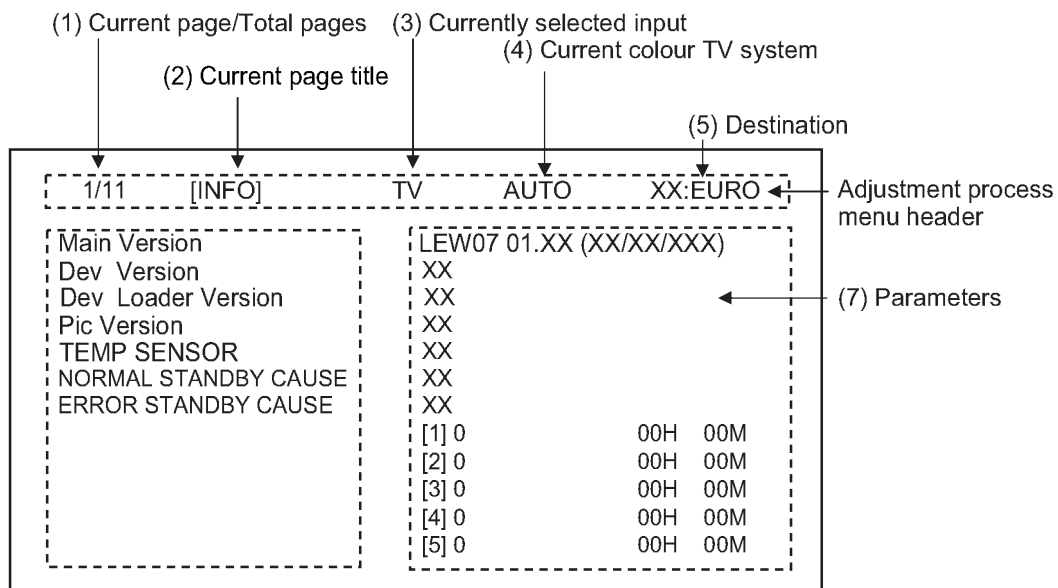 (1) Current page/Total pages
(3) Currently selected input
(4) Current colour TV system
(2) Current page title
(5) Destination
1/11 [INFO] TV AUTO XX:EURO
Adjustment process
menu header
Main Version LEW07 01.XX (XX/XX/XXX)
Dev Version XX
Dev Loader Version XX
(7) Parameters
Pic Version XX
TEMP SENSOR XX
NORMAL STANDBY CAUSE XX
ERROR STANDBY CAUSE XX
[1] 0 00H 00M
[2] 0 00H 00M
[3] 0 00H 00M
[4] 0 00H 00M
[5] 0 00H 00M